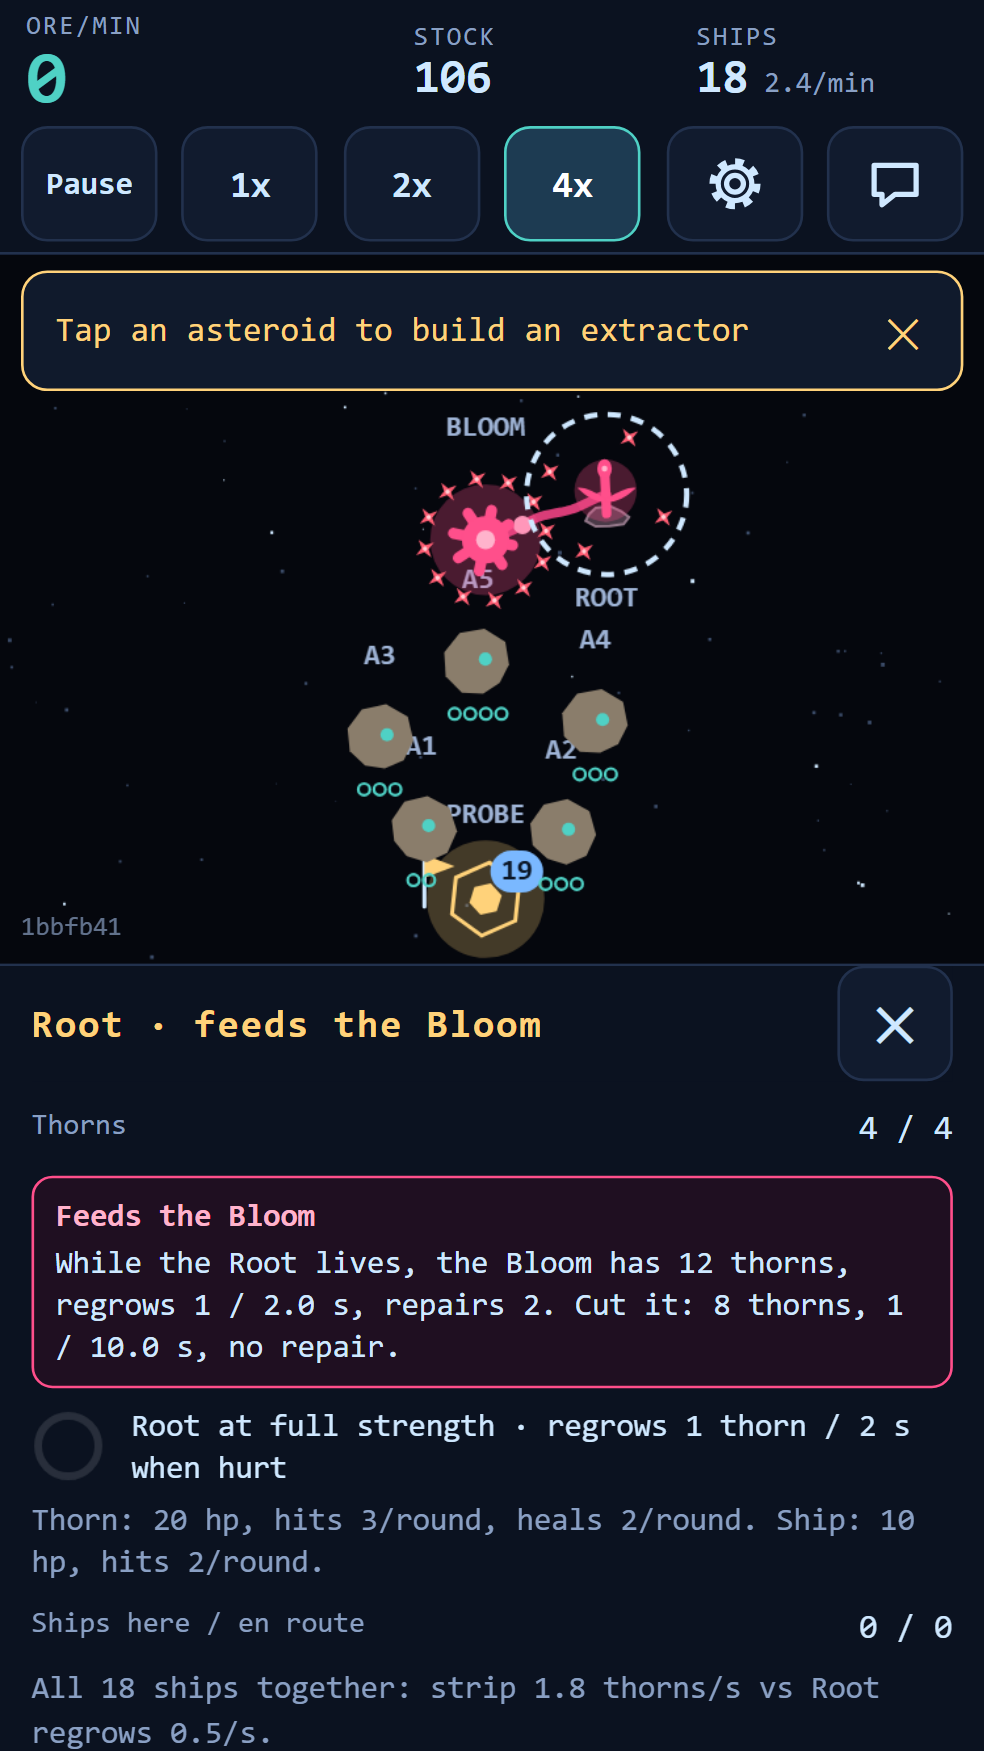 ORE/MIN
0
STOCK
106
SHIPS
18 2.4/min
Pause
1x
2x
4x
Tap an asteroid to build an extractor
BLOOM
A5
ROOT
A3
A4
A1
A2
PROBE
19
1bbfb41
Root · feeds the Bloom
Thorns
4 / 4
Feeds the Bloom
While the Root lives, the Bloom has 12 thorns,
regrows 1 / 2.0 s, repairs 2. Cut it: 8 thorns, 1
/ 10.0 s, no repair.
Root at full strength · regrows 1 thorn / 2 s
when hurt
Thorn: 20 hp, hits 3/round, heals 2/round. Ship: 10
hp, hits 2/round.
Ships here / en route
0 / 0
All 18 ships together: strip 1.8 thorns/s vs Root
regrows 0.5/s.